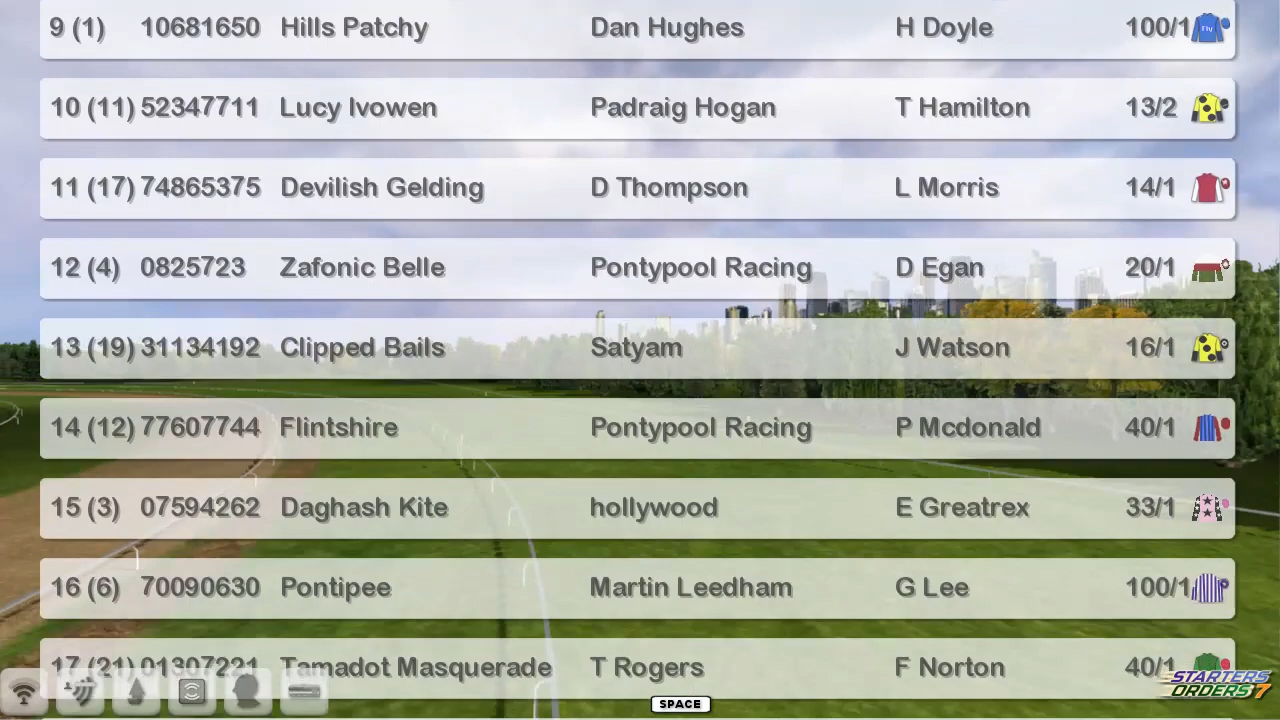 9 (1) 10681650 Hills Patchy Dan Hughes H Doyle 100/1 Fly
10 (11) 52347711 Lucy Ivowen Padraig Hogan T Hamilton 13/2
11 (17) 74865375 Devilish Gelding D Thompson L Morris 14/1
12 (4) 0825723 Zafonic Belle Pontypool Racing D Egan 20/1
13 (19) 31134192 Clipped Bails Satyam J Watson 16/1
14 (12) 77607744 Flintshire Pontypool Racing P Mcdonald 40/1
15 (3) 07594262 Daghash Kite hollywood E Greatrex 33/1
16 (6) 70090630 Pontipee Martin Leedham G Lee 100/1
17 (21) 01307221 Tamadot Masquerade T Rogers F Norton 40/1
STARTERS
ORDERS 7
SPACE